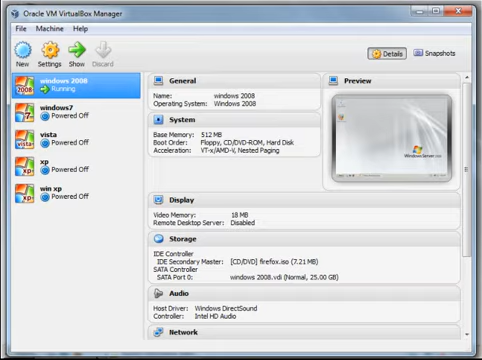 Oracle VM VirtualBox Manager
File Machine Help
New Settings Show Discard
Details Snapshots
windows 2008
Running
windows7
Powered Off
vista
Powered Off
xp
Powered Off
win xp
Powered Off
General
Name: windows 2008
Operating System: Windows 2008
System
Base Memory: 512 MB
Boot Order: Floppy, CD/DVD-ROM, Hard Disk
Acceleration: VT-x/AMD-V, Nested Paging
Preview
Display
Video Memory: 18 MB
Remote Desktop Server: Disabled
Storage
IDE Controller
IDE Secondary Master: [CD/DVD] firefox.iso (7.21 MB)
SATA Controller
SATA Port 0: windows 2008.vdi (Normal, 25.00 GB)
Audio
Host Driver: Windows DirectSound
Controller: Intel HD Audio
Network